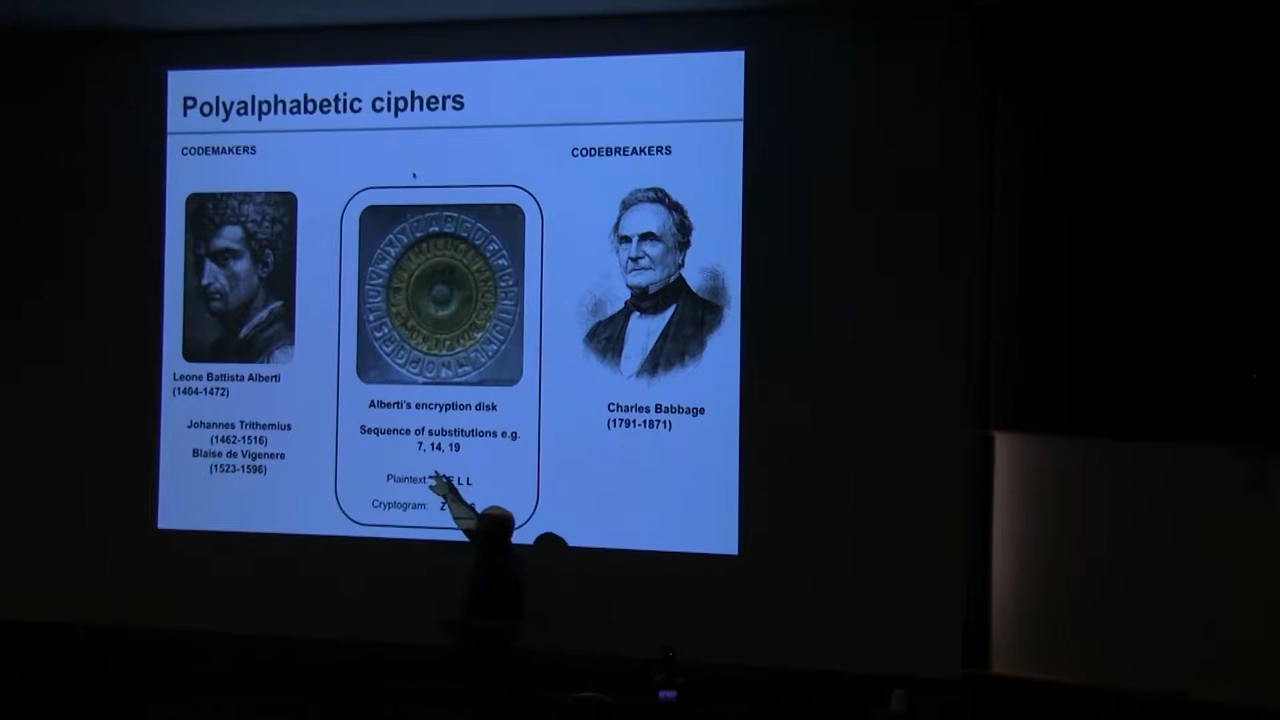 Polyalphabetic ciphers
CODEMAKERS
CODEBREAKERS
Leone Battista Alberti
(1404-1472)
Johannes Trithemius
(1462-1516)
Blaise de Vigenere
(1523-1596)
Alberti's encryption disk
Sequence of substitutions e.g.
7, 14, 19
Plaintext:
Cryptogram:
Charles Babbage
(1791-1871)